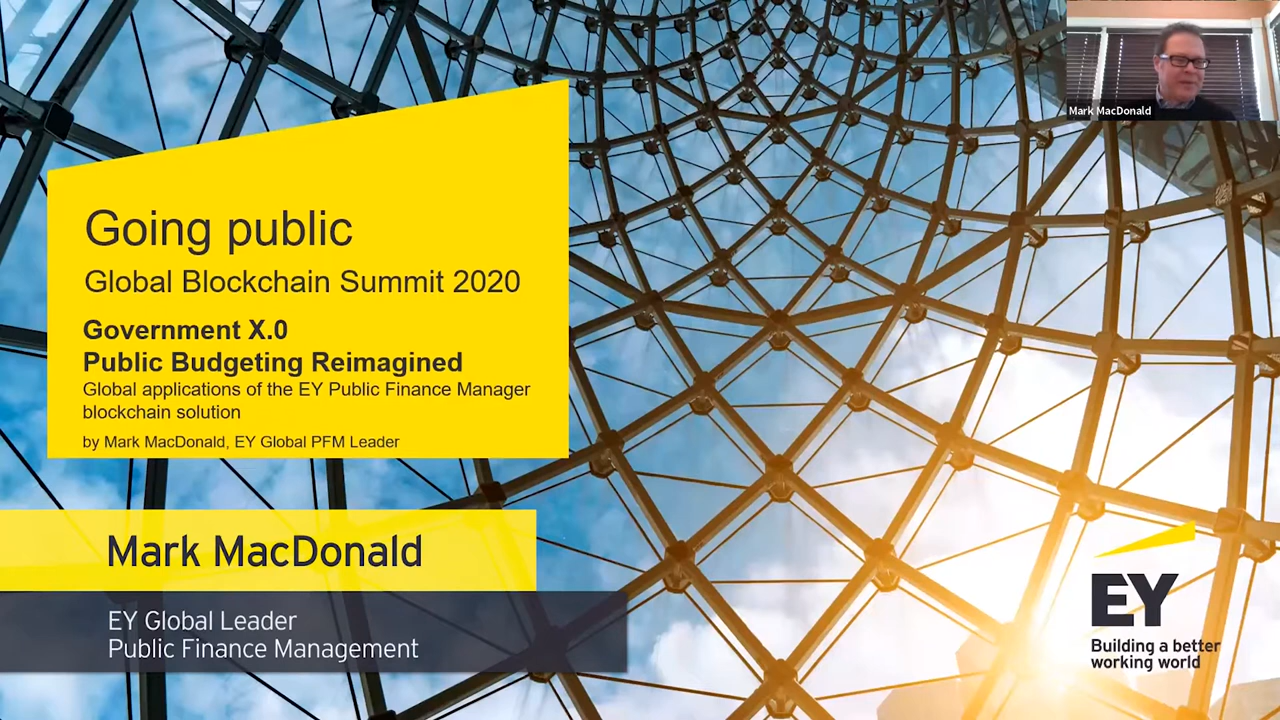 Mark MacDonald
Going public
Global Blockchain Summit 2020
Government X.0
Public Budgeting Reimagined
Global applications of the EY Public Finance Manager
blockchain solution
by Mark MacDonald, EY Global PFM Leader
Mark MacDonald
EY Global Leader
Public Finance Management
EY
Building a better
working world